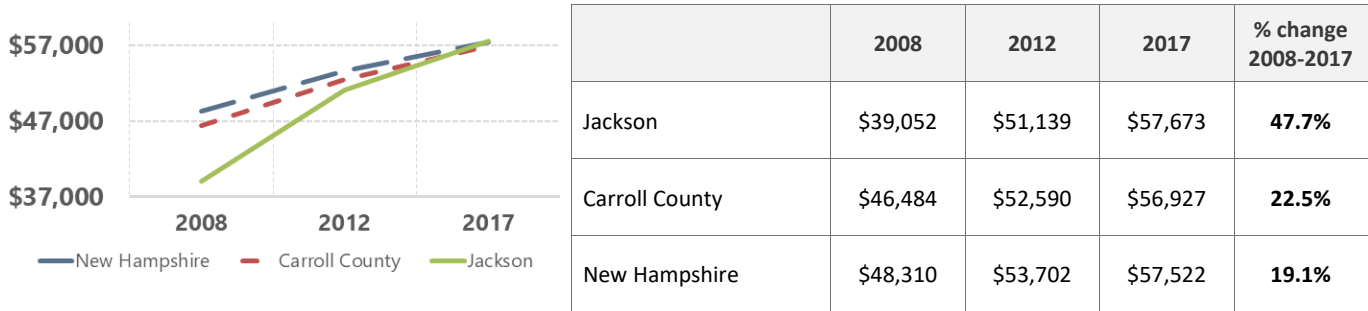 $57,000
$47,000
$37,000
2008 2012 2017
New Hampshire Carroll County Jackson
2008 2012 2017 % change
2008-2017
Jackson $39,052 $51,139 $57,673 47.7%
Carroll County $46,484 $52,590 $56,927 22.5%
New Hampshire $48,310 $53,702 $57,522 19.1%